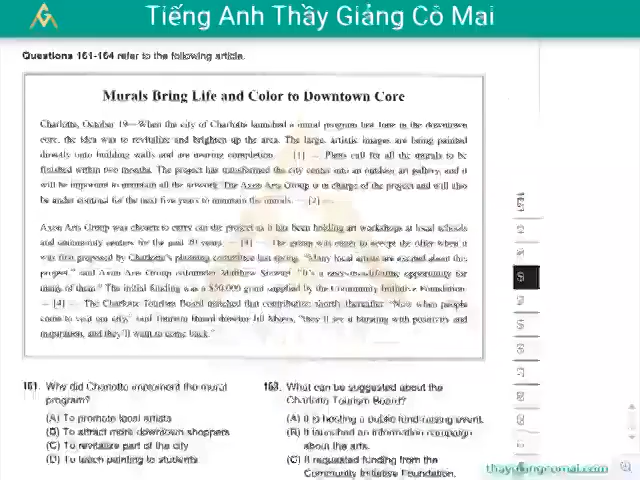 Tiếng Anh Thầy Giảng Cô Mai
Questions 161-164 refer to the following article.
Murals Bring Life and Color to Downtown Core
Charlotte, October 19—When the city of Charlotte launched a mural program last June in the downtown
core, the idea was to revitalize and brighten up the area. The large, artistic images are being painted
directly onto building walls and are nearing completion. — [1] —. Plans call for all the murals to be
finished within two months. The project has transformed the city center into an outdoor art gallery, and it
will be important to maintain all the artwork. The Axon Arts Group is in charge of the project and will also
be under contract for the next five years to maintain the murals. — [2] —.
Axon Arts Group was chosen to carry out the project as it has been holding art workshops at local schools
and community centers for the past 10 years. — [3] —. The group was eager to accept the offer when it
was first proposed by Charlotte's planning committee last spring. "Many local artists are excited about this
project," said Axon Arts Group Matthew Stewart. "It's a once-in-a-lifetime opportunity for
many of them." The initial funding was a $50,000 grant supplied by the Community Initiative Foundation.
— [4] —. The Charlotte Tourism Board matched that contribution shortly thereafter. "Now when people
come to visit our city," said Tourism Board director Jill Myers, "they'll see it bursting with positivity and
inspiration, and they'll want to come back."
161. Why did Charlotte implement the mural
program?
(A) To promote local artists
(B) To attract more downtown shoppers
(C) To revitalize part of the city
(D) To teach painting to students
163. What can be suggested about the
Charlotte Tourism Board?
(A) It is hosting a public fund-raising event.
(B) It launched an information campaign
about the arts.
(C) It requested funding from the
Community Initiative Foundation.